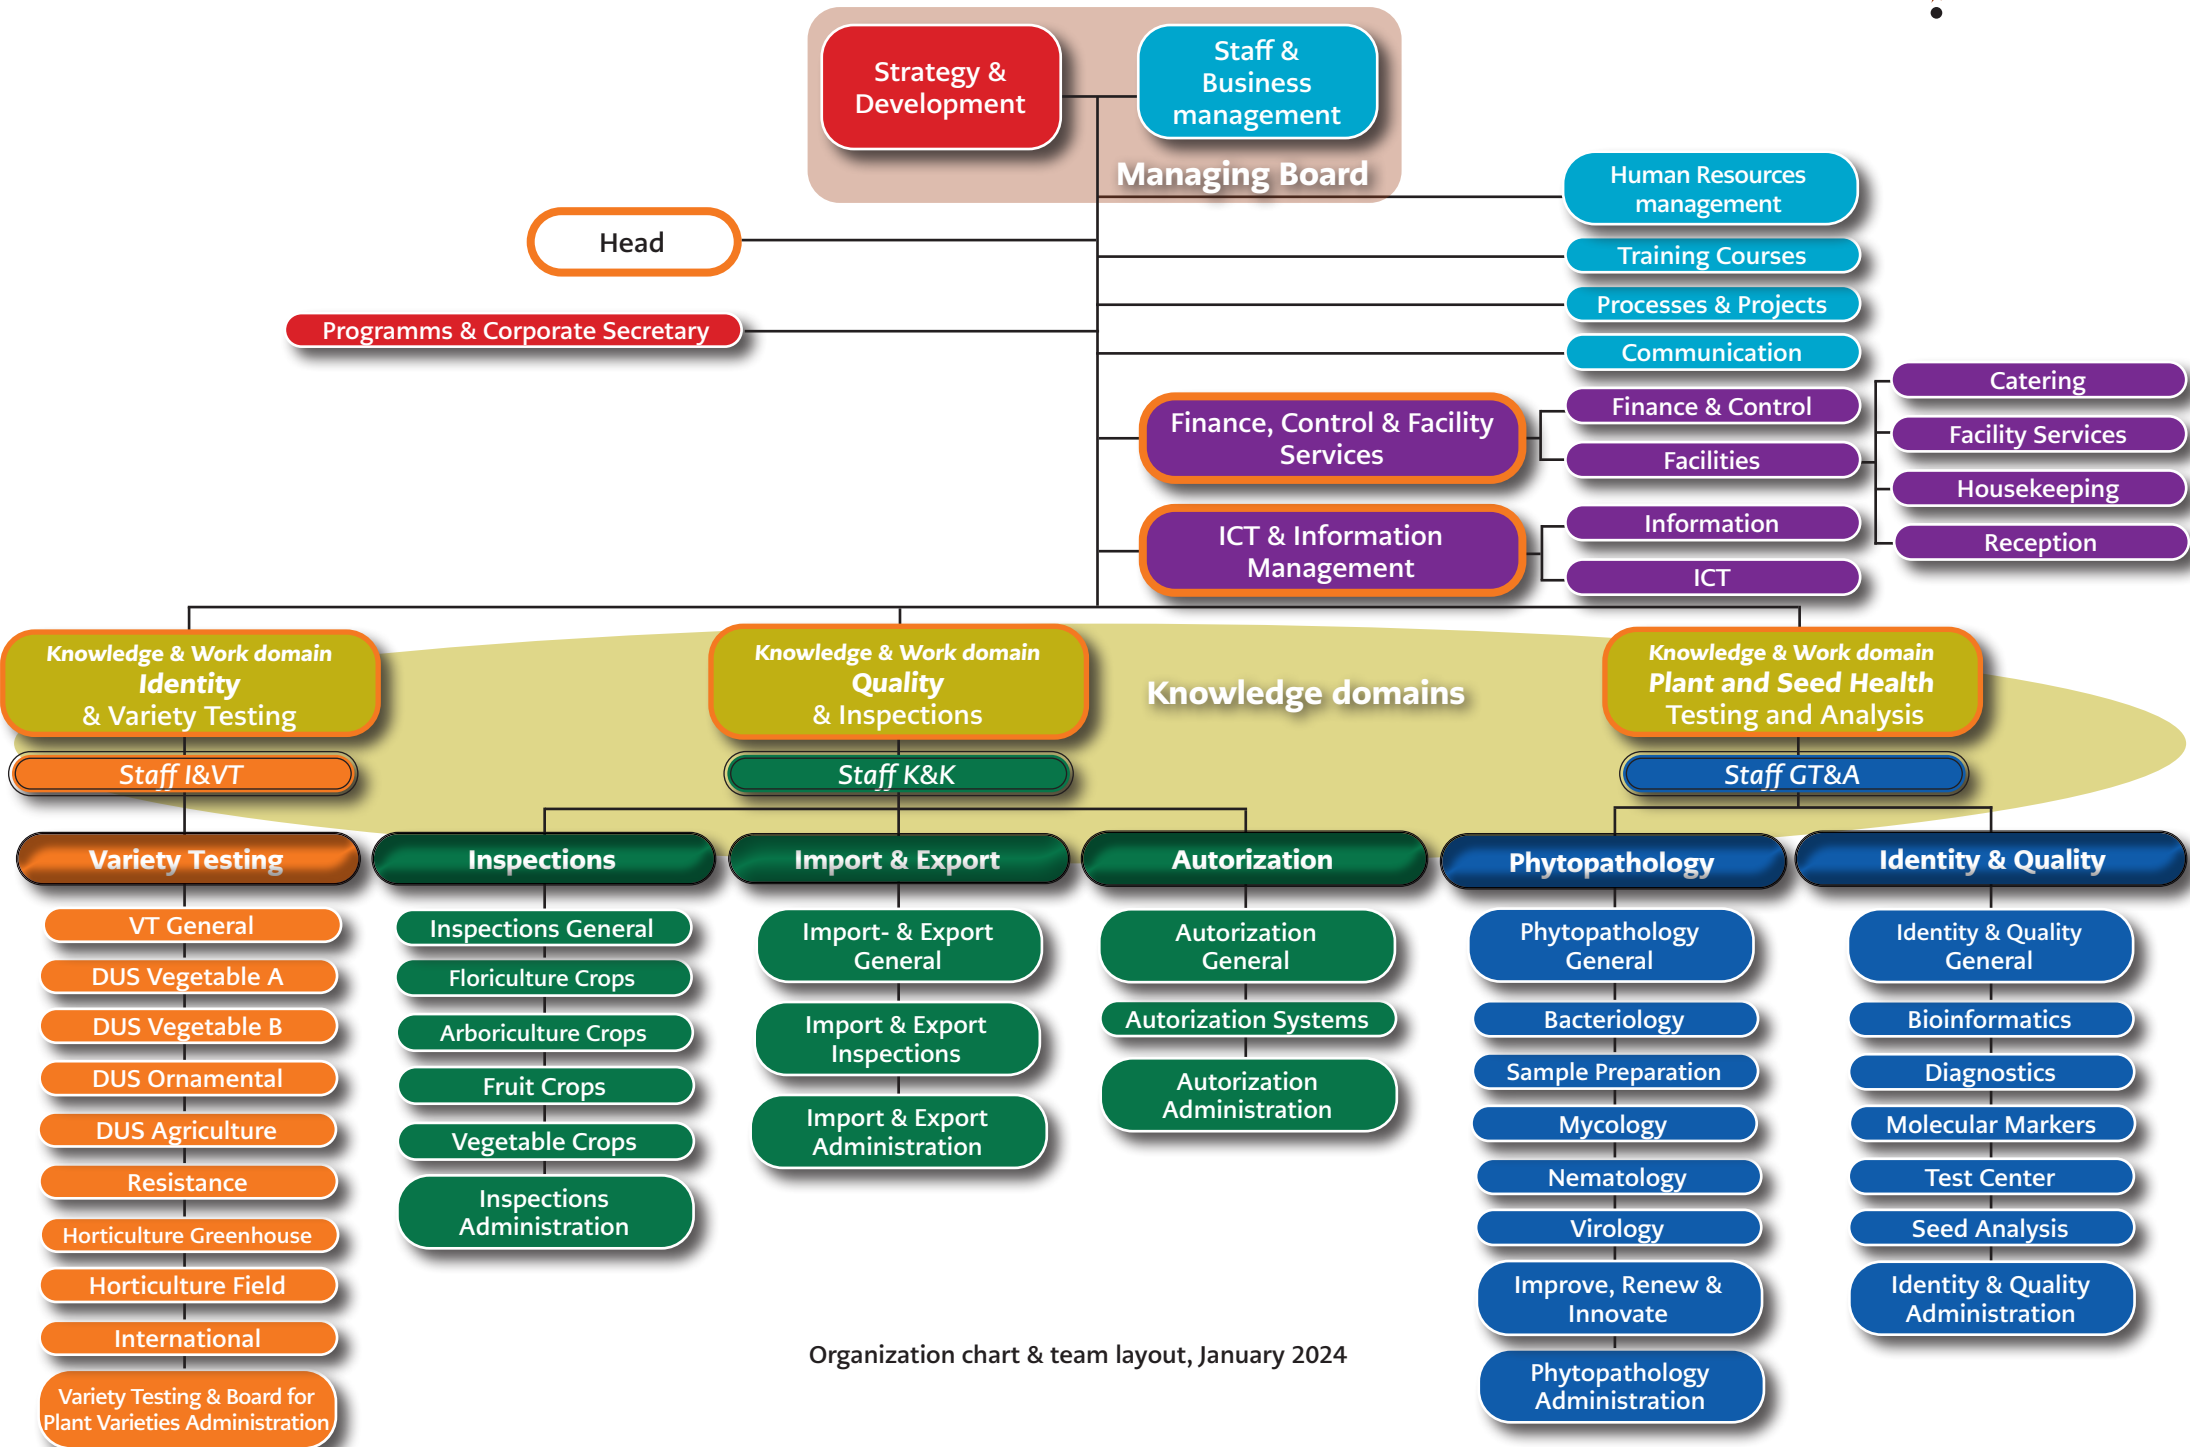 Strategy &
Development
Staff &
Business
management
Managing Board
Human Resources
management
Head
Training Courses
Processes & Projects
Programms & Corporate Secretary
Communication
Catering
Finance, Control & Facility
Services
Finance & Control
Facility Services
Facilities
Housekeeping
ICT & Information
Management
Information
Reception
ICT
Knowledge & Work domain
Identity
& Variety Testing
Knowledge & Work domain
Quality
& Inspections
Knowledge domains
Knowledge & Work domain
Plant and Seed Health
Testing and Analysis
Staff I&VT
Staff K&K
Staff GT&A
Variety Testing
VT General
DUS Vegetable A
DUS Vegetable B
DUS Ornamental
DUS Agriculture
Resistance
Horticulture Greenhouse
Horticulture Field
International
Variety Testing & Board for
Plant Varieties Administration
Inspections
Inspections General
Floriculture Crops
Arboriculture Crops
Fruit Crops
Vegetable Crops
Inspections
Administration
Import & Export
Import- & Export
General
Import & Export
Inspections
Import & Export
Administration
Autorization
Autorization
General
Autorization Systems
Autorization
Administration
Phytopathology
Phytopathology
General
Bacteriology
Sample Preparation
Mycology
Nematology
Virology
Improve, Renew &
Innovate
Phytopathology
Administration
Identity & Quality
Identity & Quality
General
Bioinformatics
Diagnostics
Molecular Markers
Test Center
Seed Analysis
Identity & Quality
Administration
Organization chart & team layout, January 2024